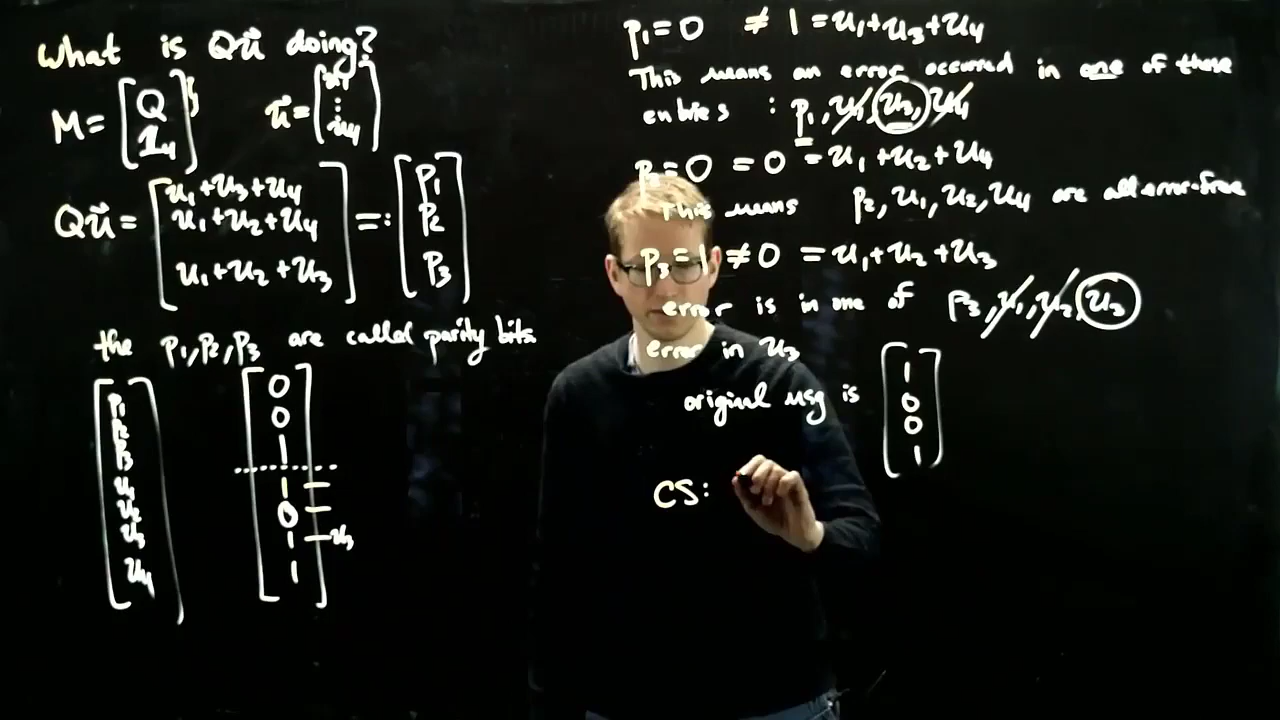 What is Qu⃗ doing?
M = [Q
1₄]
u⃗ = [u₁
⋮
u₄]
Qu⃗ = [u₁+u₃+u₄
u₁+u₂+u₄
u₁+u₂+u₃] =: [p₁
p₂
p₃]
the p₁,p₂,p₃ are called parity bits
[p₁
p₂
p₃
u₁
u₂
u₃
u₄]
[0
0
1
1
0
1 u₃
1]
p₁=0 ≠ 1 = u₁+u₃+u₄
This means an error occurred in one of these
entries : p₁, u₁, u₃, u₄
p₂=0 = 0 = u₁+u₂+u₄
This means p₂, u₁, u₂, u₄ are all error-free
p₃=1 ≠ 0 = u₁+u₂+u₃
error is in one of p₃, u₁, u₂, u₃
error in u₃
original msg is [1
0
0
1]
CS: